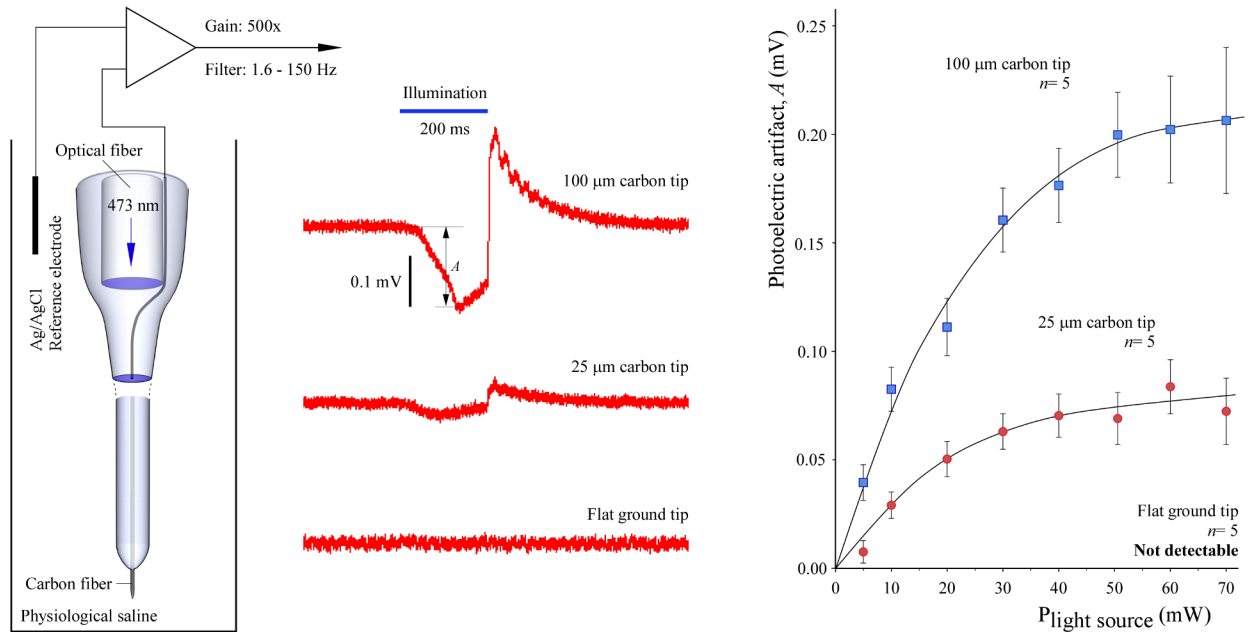 Gain: 500x
Filter: 1.6 - 150 Hz
Optical fiber
473 nm
Ag/AgCl
Reference electrode
Carbon fiber
Physiological saline
Illumination
200 ms
100 μm carbon tip
A
0.1 mV
25 μm carbon tip
Flat ground tip
Photoelectric artifact, A (mV)
0.25
0.20
0.15
0.10
0.05
0.00
100 μm carbon tip
n= 5
25 μm carbon tip
n= 5
Flat ground tip
n= 5
Not detectable
0 10 20 30 40 50 60 70
Plight source (mW)